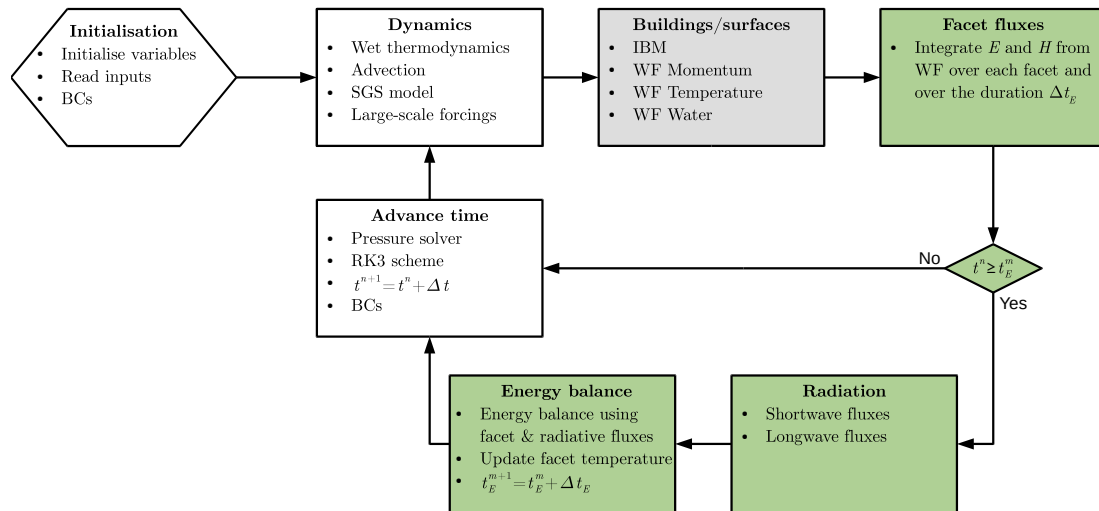 Initialisation
• Initialise variables
• Read inputs
• BCs
Dynamics
• Wet thermodynamics
• Advection
• SGS model
• Large-scale forcings
Buildings/surfaces
• IBM
• WF Momentum
• WF Temperature
• WF Water
Facet fluxes
• Integrate E and H from
WF over each facet and
over the duration Δt_E
Advance time
• Pressure solver
• RK3 scheme
• t^{n+1}=t^n+Δt
• BCs
No
t^n≥t_E^m
Yes
Energy balance
• Energy balance using
facet & radiative fluxes
• Update facet temperature
• t_E^{m+1}=t_E^m+Δt_E
Radiation
• Shortwave fluxes
• Longwave fluxes